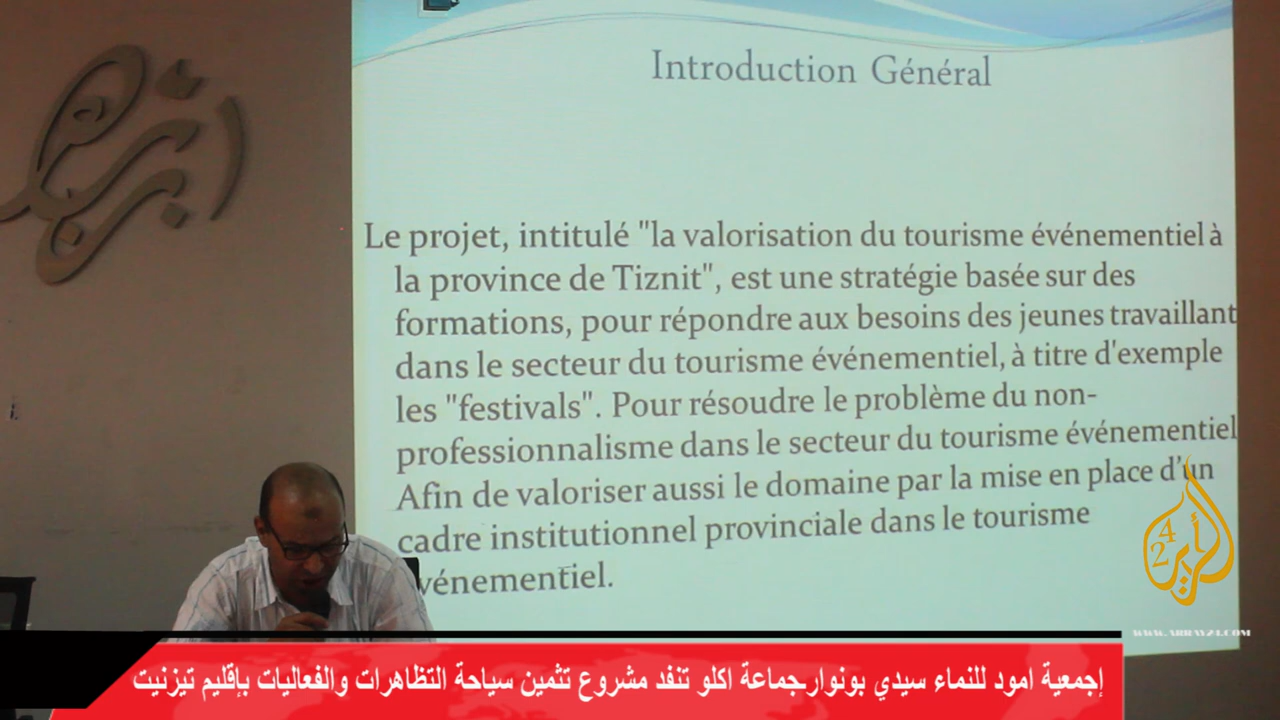 Introduction Général
Le projet, intitulé "la valorisation du tourisme événementiel à
la province de Tiznit", est une stratégie basée sur des
formations, pour répondre aux besoins des jeunes travaillant
dans le secteur du tourisme événementiel, à titre d'exemple
les "festivals". Pour résoudre le problème du non-
professionnalisme dans le secteur du tourisme événementiel
Afin de valoriser aussi le domaine par la mise en place d'un
cadre institutionnel provinciale dans le tourisme
événementiel.
24
WWW.ARRAY24.COM
إجمعية امود للنماء سيدي بونوارجماعة اكلو تنفد مشروع تثمين سياحة التظاهرات والفعاليات بإقليم تيزنيت